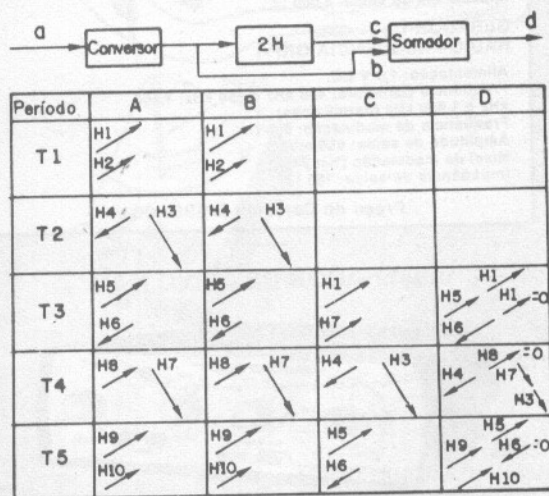 a
Conversor
2H
c
b
Somador
d
Período A B C D
T1
H1
H2
H1
H2
T2
H4 H3
H4 H3
T3
H5
H6
H6
H6
H1
H7
H1
H5 H1 =0
H6
T4
H8 H7
H8 H7
H4 H3
H8 =0
H4 H7
H3
T5
H9
H10
H9
H10
H5
H6
H5
H9 H6 =0
H10